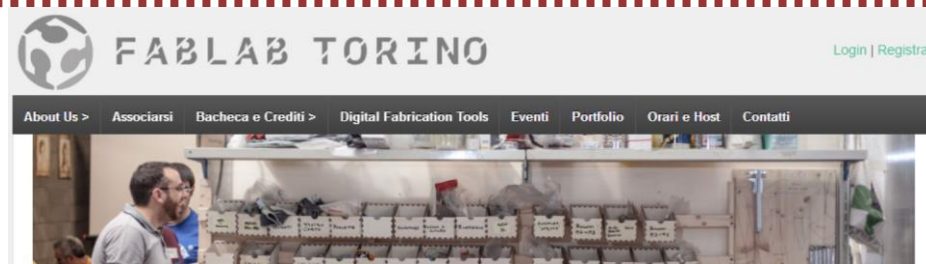 FABLAB TORINO
Login | Registra
About Us > Associarsi Bacheca e Crediti > Digital Fabrication Tools Eventi Portfolio Orari e Host Contatti